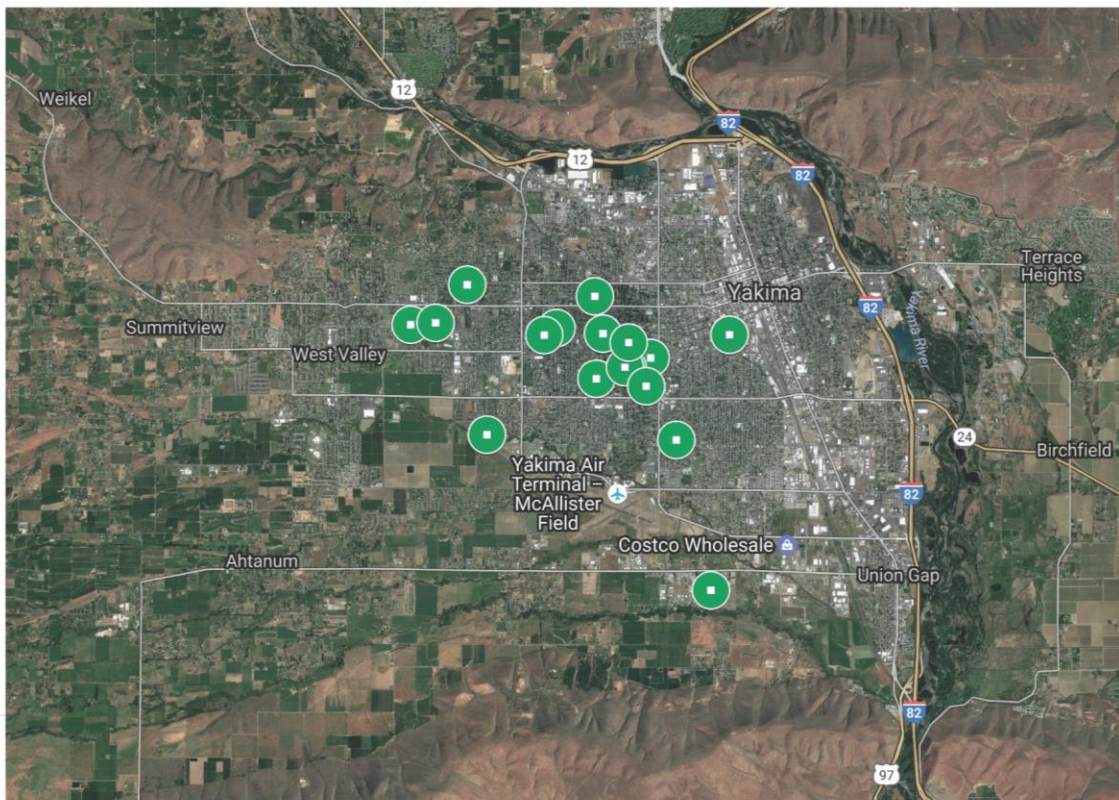 Weikel
12
82
12
82
Terrace
Heights
Yakima
82
Yakima River
Summitview
West Valley
24
Birchfield
Yakima Air
Terminal –
McAllister
Field
82
Costco Wholesale
Ahtanum
Union Gap
82
97